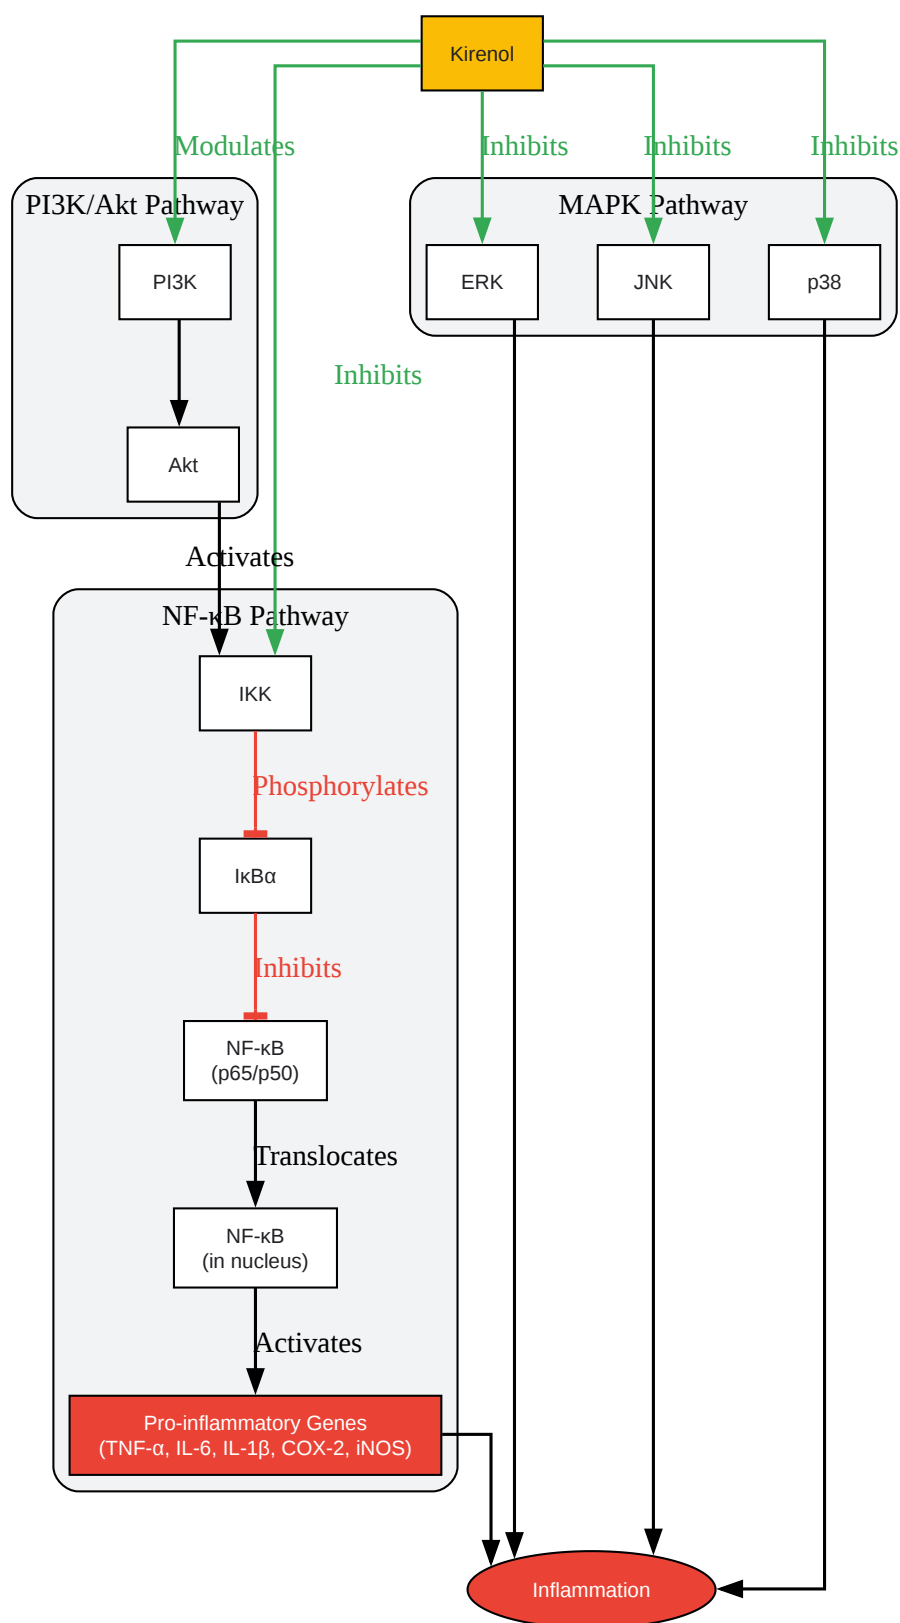 Kirenol
Modulates
Inhibits
Inhibits
Inhibits
PI3K/Akt Pathway
MAPK Pathway
PI3K
ERK
JNK
p38
Inhibits
Akt
Activates
NF-κB Pathway
IKK
Phosphorylates
IκBα
Inhibits
NF-κB
(p65/p50)
Translocates
NF-κB
(in nucleus)
Activates
Pro-inflammatory Genes
(TNF-α, IL-6, IL-1β, COX-2, iNOS)
Inflammation